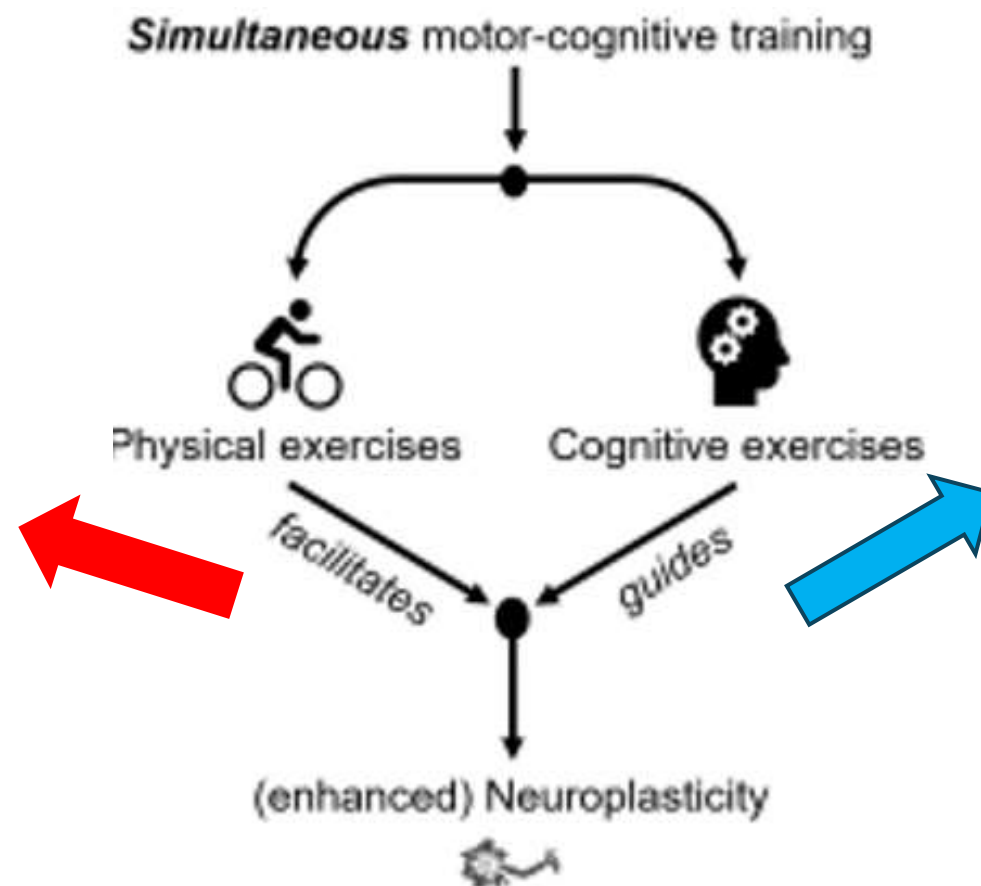 Simultaneous motor-cognitive training
Physical exercises
Cognitive exercises
facilitates
guides
(enhanced) Neuroplasticity